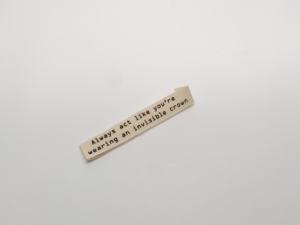 Always act like you're
wearing an invisible crown